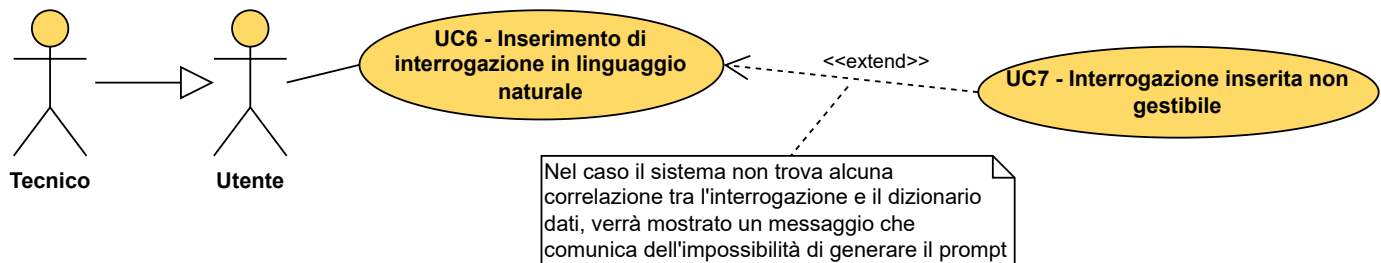 UC6 - Inserimento di
interrogazione in linguaggio
naturale
<<extend>>
UC7 - Interrogazione inserita non
gestibile
Tecnico
Utente
Nel caso il sistema non trova alcuna
correlazione tra l'interrogazione e il dizionario
dati, verrà mostrato un messaggio che
comunica dell'impossibilità di generare il prompt